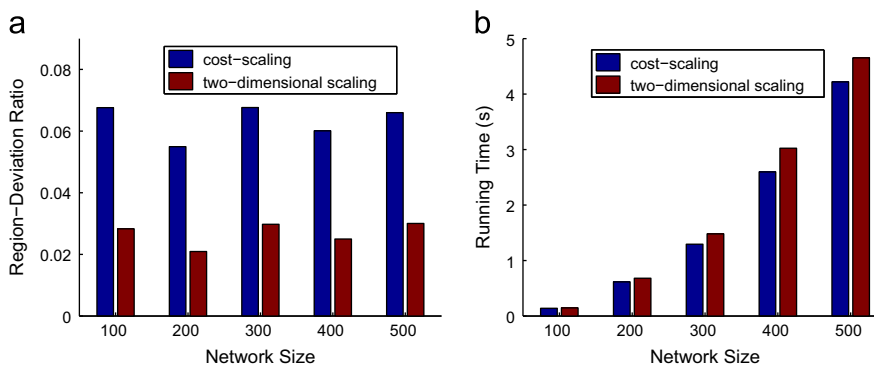 a
Region-Deviation Ratio
0.08
0.06
0.04
0.02
0
cost-scaling
two-dimensional scaling
100 200 300 400 500
Network Size
b
Running Time (s)
5
4
3
2
1
0
cost-scaling
two-dimensional scaling
100 200 300 400 500
Network Size